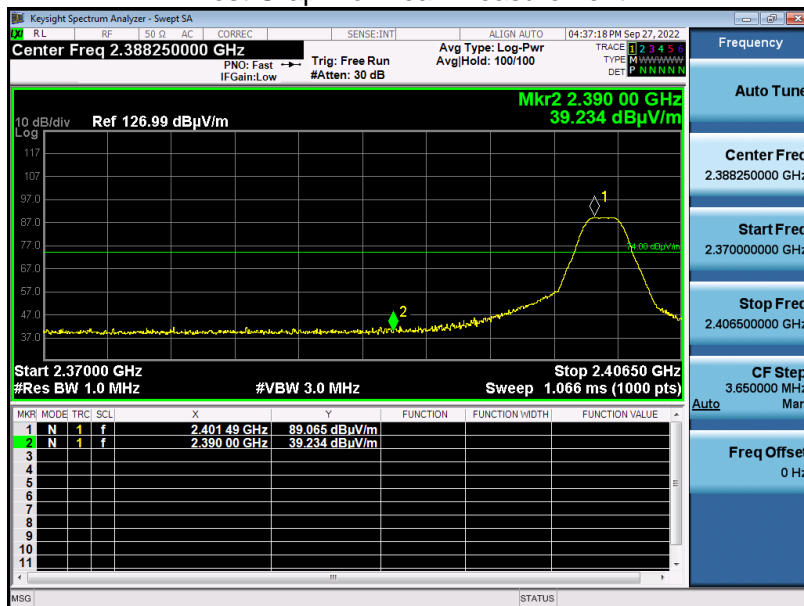 Keysight Spectrum Analyzer - Swept SA
LXI RL RF 50 Ω AC CORREC SENSE:INT ALIGN AUTO 04:37:18 PM Sep 27, 2022
Center Freq 2.388250000 GHz
PNO: Fast
IFGain:Low
Trig: Free Run
#Atten: 30 dB
Avg Type: Log-Pwr
Avg|Hold: 100/100
TRACE 1 2 3 4 5 6
TYPE M W W W W W
DET P N N N N N
Mkr2 2.390 00 GHz
39.234 dBµV/m
10 dB/div Ref 126.99 dBµV/m
Log
117
107
97.0
87.0
77.0
67.0
57.0
47.0
37.0
1
2
Start 2.37000 GHz Stop 2.40650 GHz
#Res BW 1.0 MHz #VBW 3.0 MHz Sweep 1.066 ms (1000 pts)
MKR MODE TRC SCL X Y FUNCTION FUNCTION WIDTH FUNCTION VALUE
1 N 1 f 2.401 49 GHz 89.065 dBµV/m
2 N 1 f 2.390 00 GHz 39.234 dBµV/m
3
4
5
6
7
8
9
10
11
MSG STATUS
Frequency
Auto Tune
Center Freq
2.388250000 GHz
Start Freq
2.370000000 GHz
Stop Freq
2.406500000 GHz
CF Step
3.650000 MHz
Auto Man
Freq Offset
0 Hz